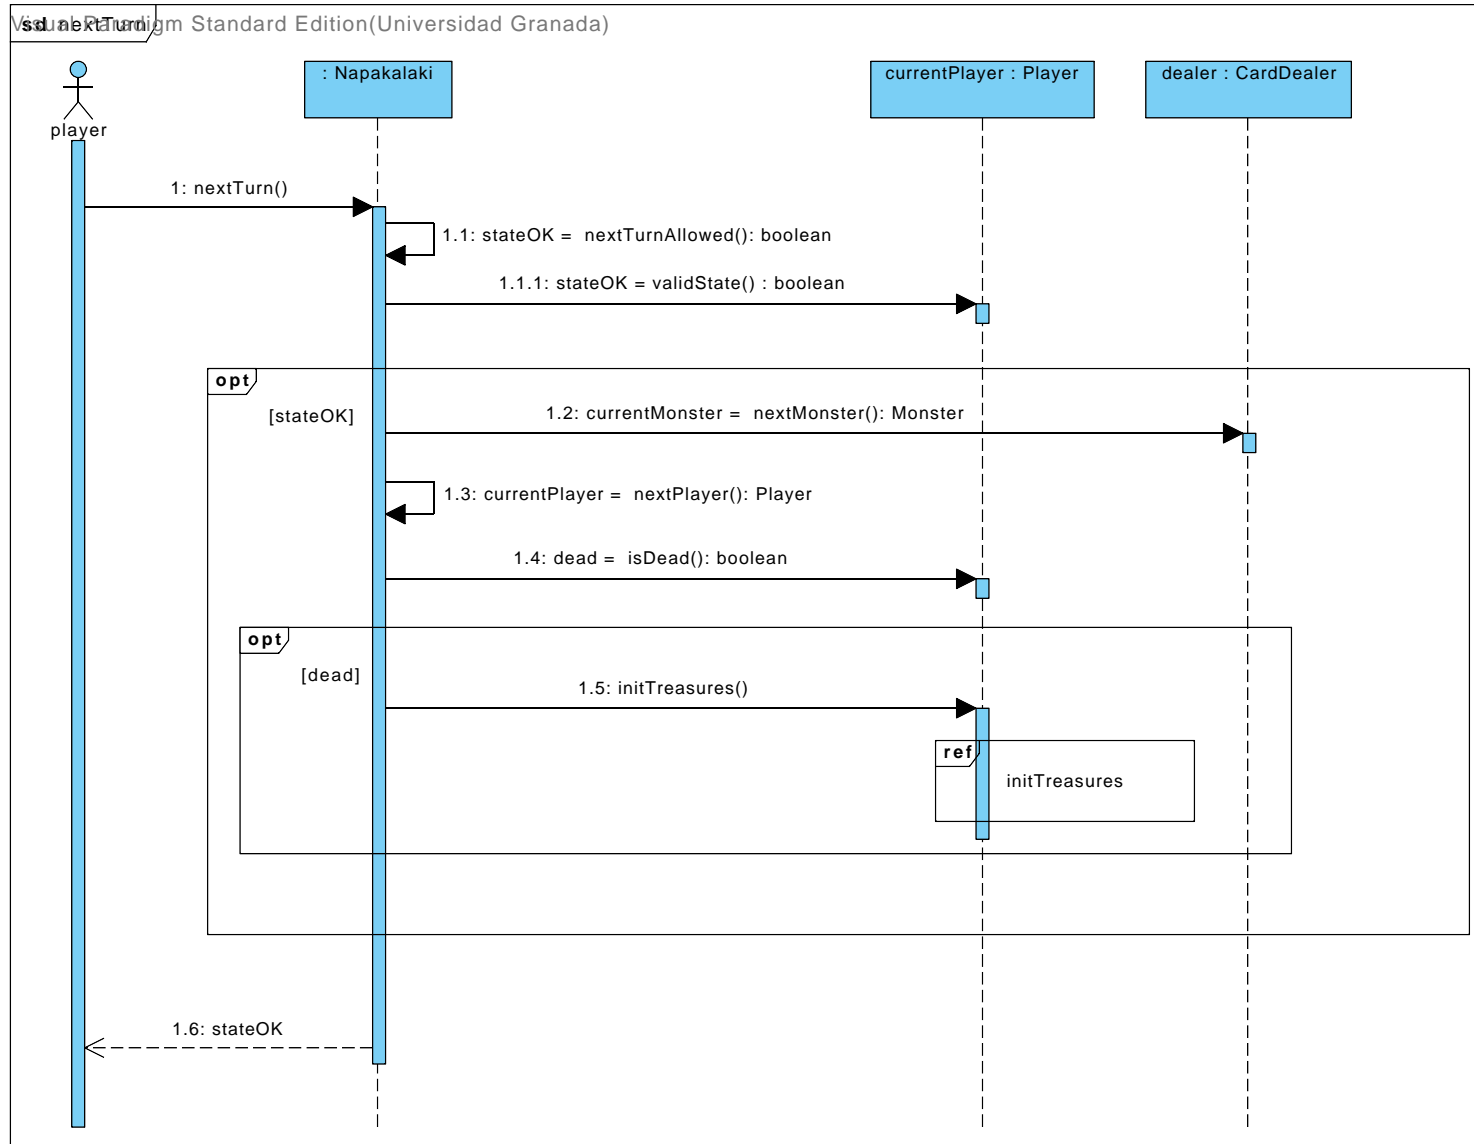 Visual Paradigm Standard Edition(Universidad Granada)
sd nextTurn
: Napakalaki
currentPlayer : Player
dealer : CardDealer
player
1: nextTurn()
1.1: stateOK = nextTurnAllowed(): boolean
1.1.1: stateOK = validState() : boolean
opt
[stateOK]
1.2: currentMonster = nextMonster(): Monster
1.3: currentPlayer = nextPlayer(): Player
1.4: dead = isDead(): boolean
opt
[dead]
1.5: initTreasures()
ref
initTreasures
1.6: stateOK